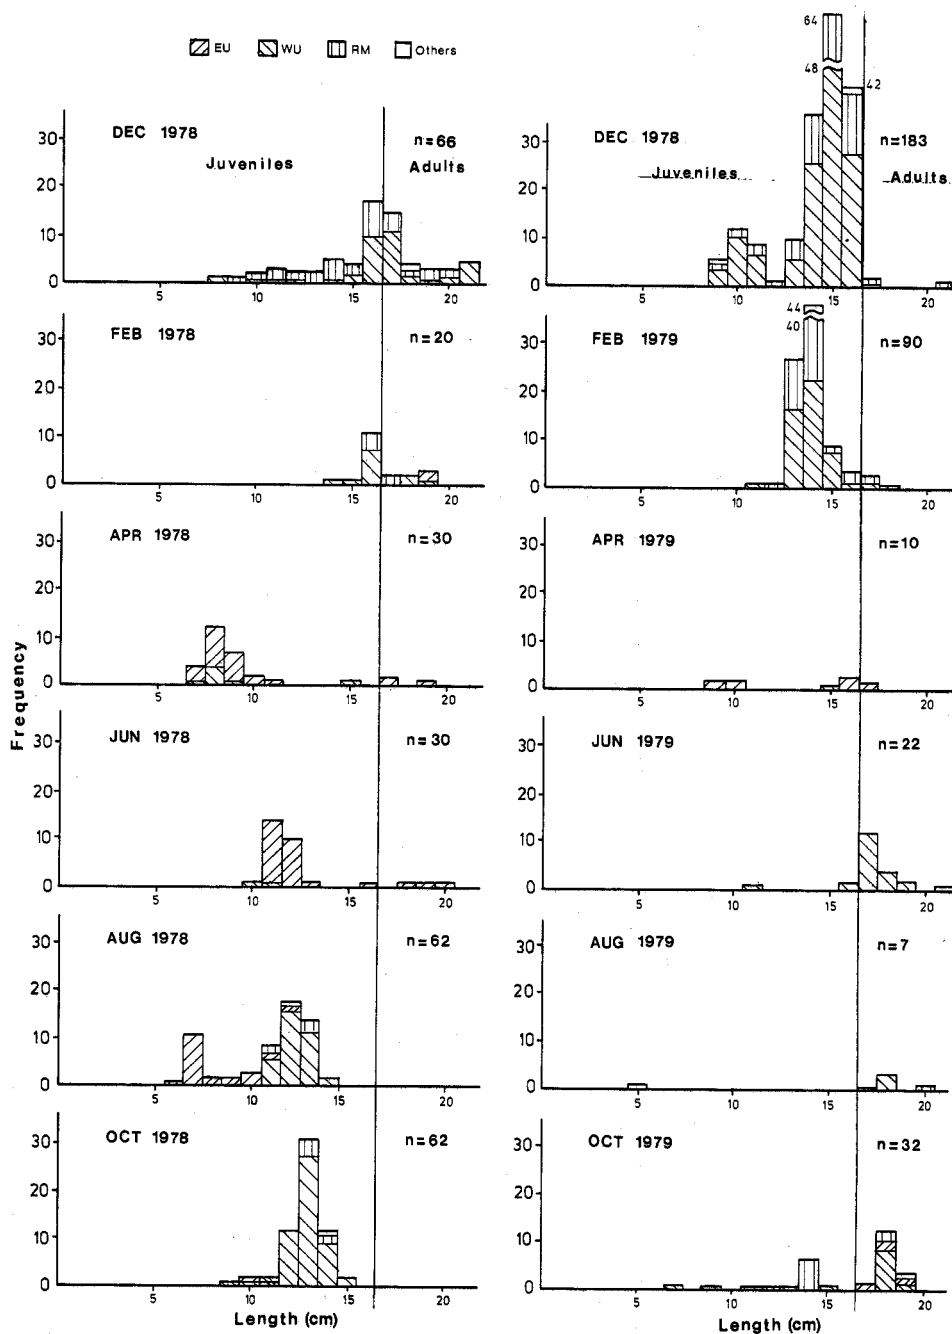 EU WU RM Others
DEC 1978
n=66
Juveniles Adults
30
20
10
0
5 10 15 20
FEB 1978
n=20
30
20
10
0
5 10 15 20
APR 1978
n=30
30
20
10
0
5 10 15 20
JUN 1978
n=30
30
20
10
0
5 10 15 20
AUG 1978
n=62
30
20
10
0
5 10 15 20
OCT 1978
n=62
30
20
10
0
5 10 15 20
Length (cm)
Frequency
64
48
42
DEC 1978
n=183
Juveniles Adults
30
20
10
0
5 10 15 20
44
40
FEB 1979
n=90
30
20
10
0
5 10 15 20
APR 1979
n=10
30
20
10
0
5 10 15 20
JUN 1979
n=22
30
20
10
0
5 10 15 20
AUG 1979
n=7
30
20
10
0
5 10 15 20
OCT 1979
n=32
30
20
10
0
5 10 15 20
Length (cm)